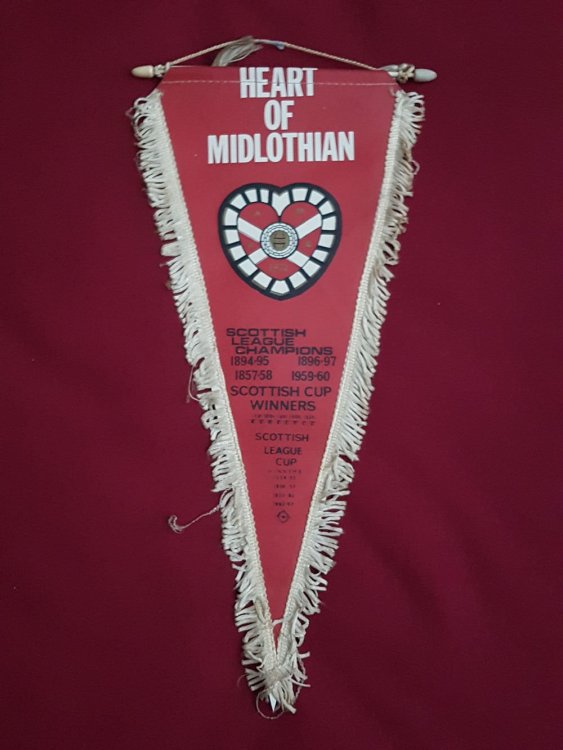 HEART
OF
MIDLOTHIAN
SCOTTISH
LEAGUE
CHAMPIONS
1894-95 1896-97
1857-58 1959-60
SCOTTISH CUP
WINNERS
SCOTTISH
LEAGUE
CUP